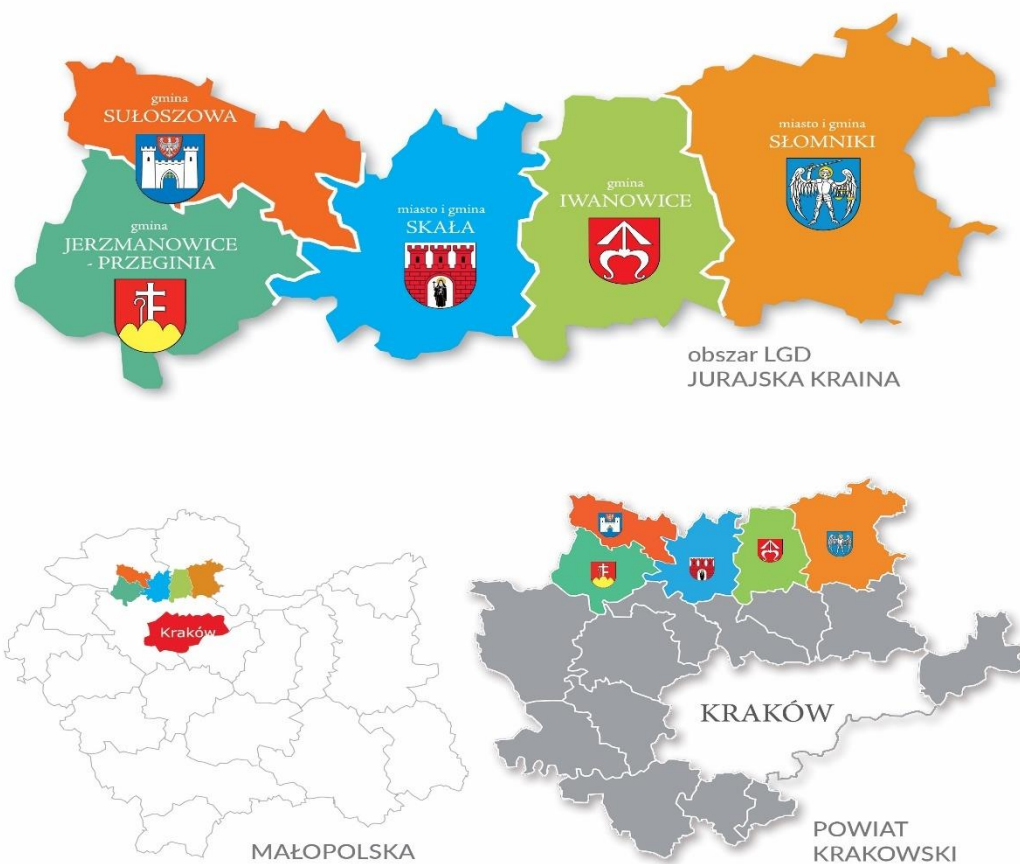 gmina
SUŁOSZOWA
gmina
JERZMANOWICE
- PRZEGINIA
miasto i gmina
SKAŁA
gmina
IWANOWICE
miasto i gmina
SŁOMNIKI
obszar LGD
JURAJSKA KRAINA
Kraków
MAŁOPOLSKA
KRAKÓW
POWIAT
KRAKOWSKI